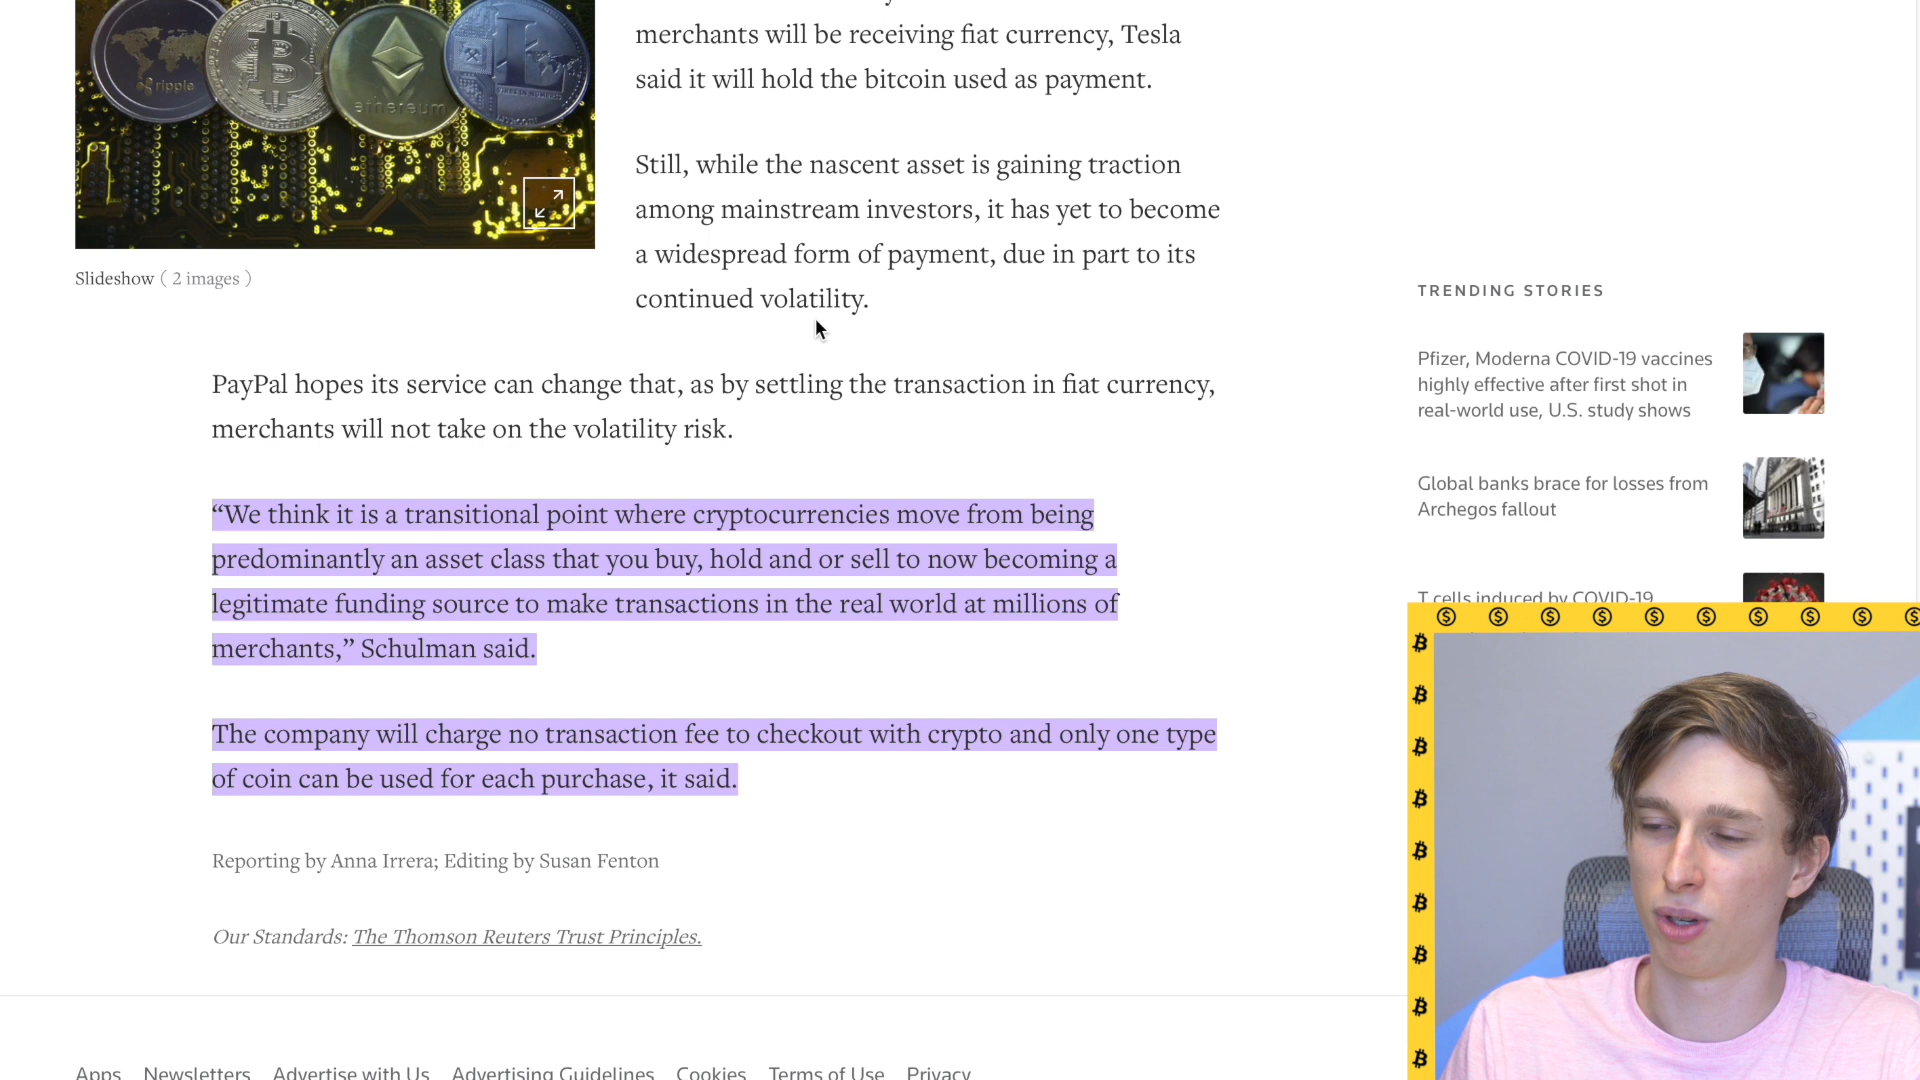 ripple
ethereum
merchants will be receiving fiat currency, Tesla
said it will hold the bitcoin used as payment.
Still, while the nascent asset is gaining traction
among mainstream investors, it has yet to become
a widespread form of payment, due in part to its
continued volatility.
Slideshow ( 2 images )
PayPal hopes its service can change that, as by settling the transaction in fiat currency,
merchants will not take on the volatility risk.
“We think it is a transitional point where cryptocurrencies move from being
predominantly an asset class that you buy, hold and or sell to now becoming a
legitimate funding source to make transactions in the real world at millions of
merchants,” Schulman said.
The company will charge no transaction fee to checkout with crypto and only one type
of coin can be used for each purchase, it said.
Reporting by Anna Irrera; Editing by Susan Fenton
Our Standards: The Thomson Reuters Trust Principles.
TRENDING STORIES
Pfizer, Moderna COVID-19 vaccines
highly effective after first shot in
real-world use, U.S. study shows
Global banks brace for losses from
Archegos fallout
T cells induced by COVID-19
Apps Newsletters Advertise with Us Advertising Guidelines Cookies Terms of Use Privacy